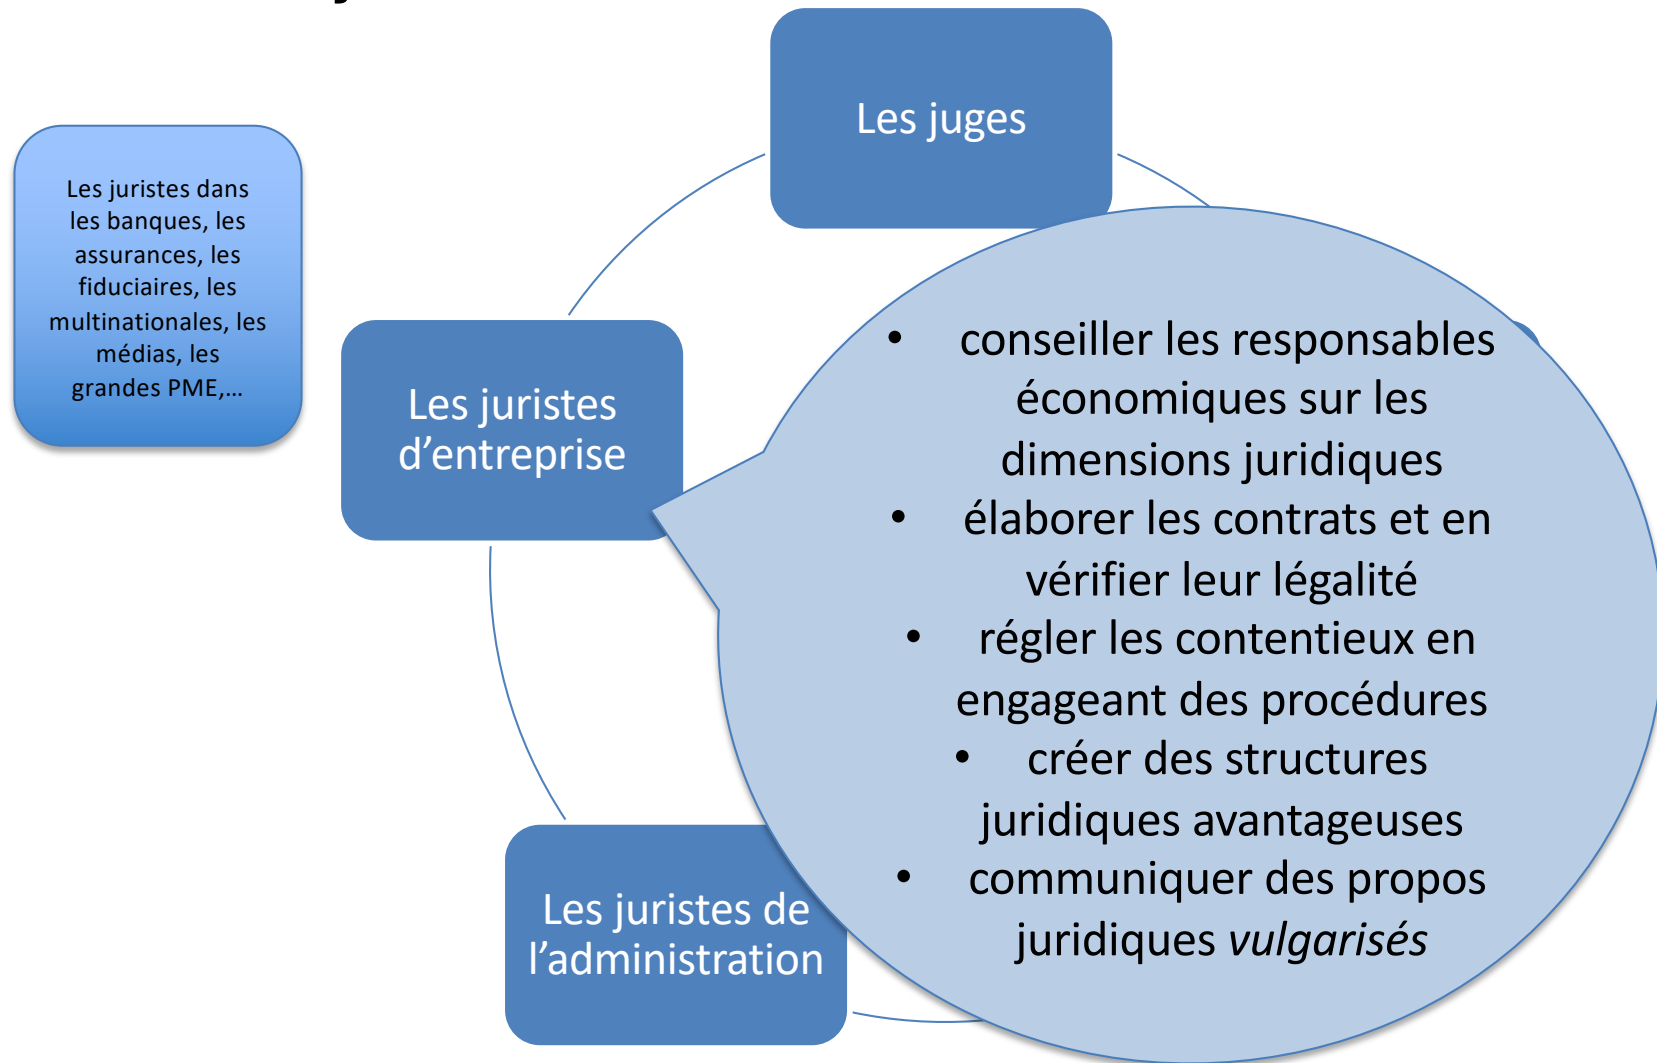 Les juges
Les juristes dans
les banques, les
assurances, les
fiduciaires, les
multinationales, les
médias, les
grandes PME,...
Les juristes
d’entreprise
• conseiller les responsables
économiques sur les
dimensions juridiques
• élaborer les contrats et en
vérifier leur légalité
• régler les contentieux en
engageant des procédures
• créer des structures
juridiques avantageuses
• communiquer des propos
juridiques vulgarisés
Les juristes de
l’administration